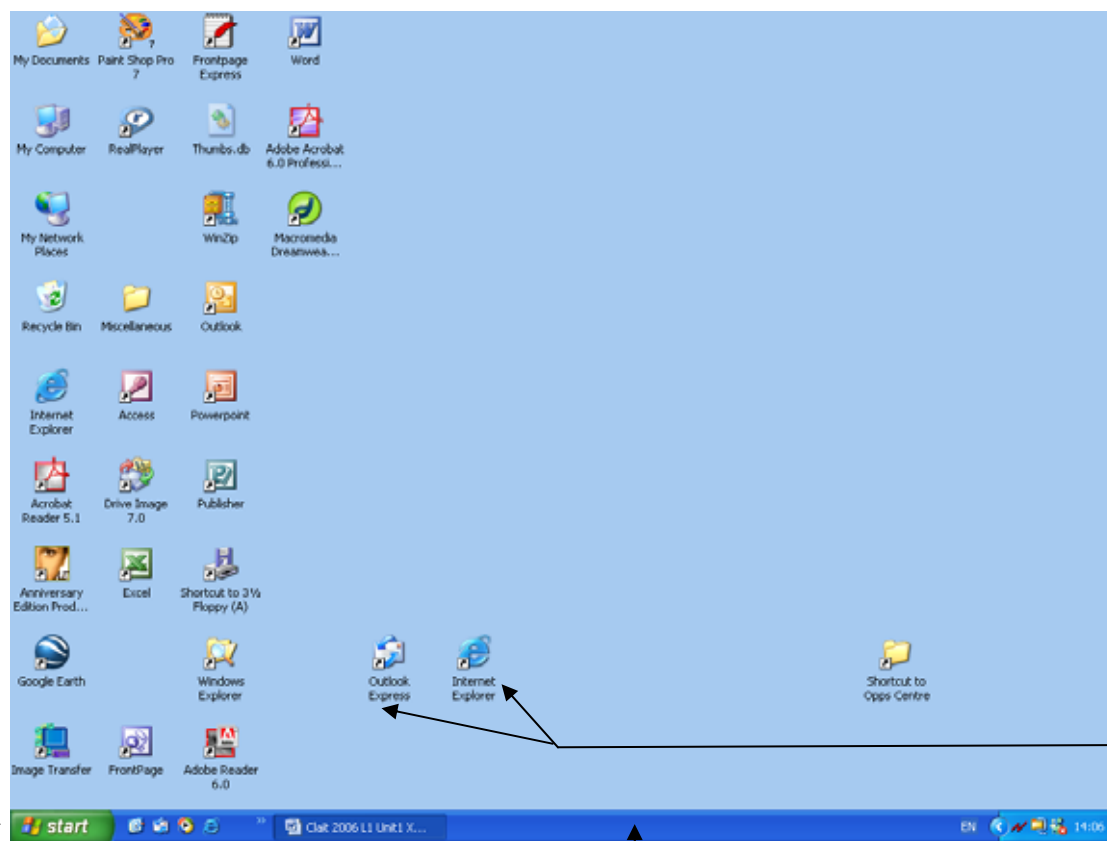 My Documents
Paint Shop Pro
7
Frontpage
Express
Word
My Computer
RealPlayer
Thumbs.db
Adobe Acrobat
6.0 Professi...
My Network
Places
WinZip
Macromedia
Dreamwea...
Recycle Bin
Miscellaneous
Outlook
Internet
Explorer
Access
Powerpoint
Acrobat
Reader 5.1
Drive Image
7.0
Publisher
Anniversary
Edition Prod...
Excel
Shortcut to 3½
Floppy (A)
Google Earth
Windows
Explorer
Outlook
Express
Internet
Explorer
Shortcut to
Opps Centre
Image Transfer
FrontPage
Adobe Reader
6.0
start
Clait 2006 L1 Unit1 X...
EN
14:06